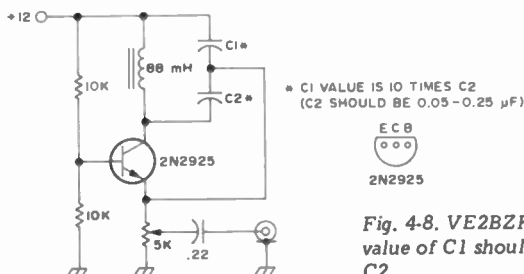 +12
C1*
10K
88 mH
C2*
* C1 VALUE IS 10 TIMES C2
(C2 SHOULD BE 0.05-0.25 µF)
E C B
2N2925
2N2925
10K
5K
.22
Fig. 4-8. VE2BZH
value of C1 shoul
C2